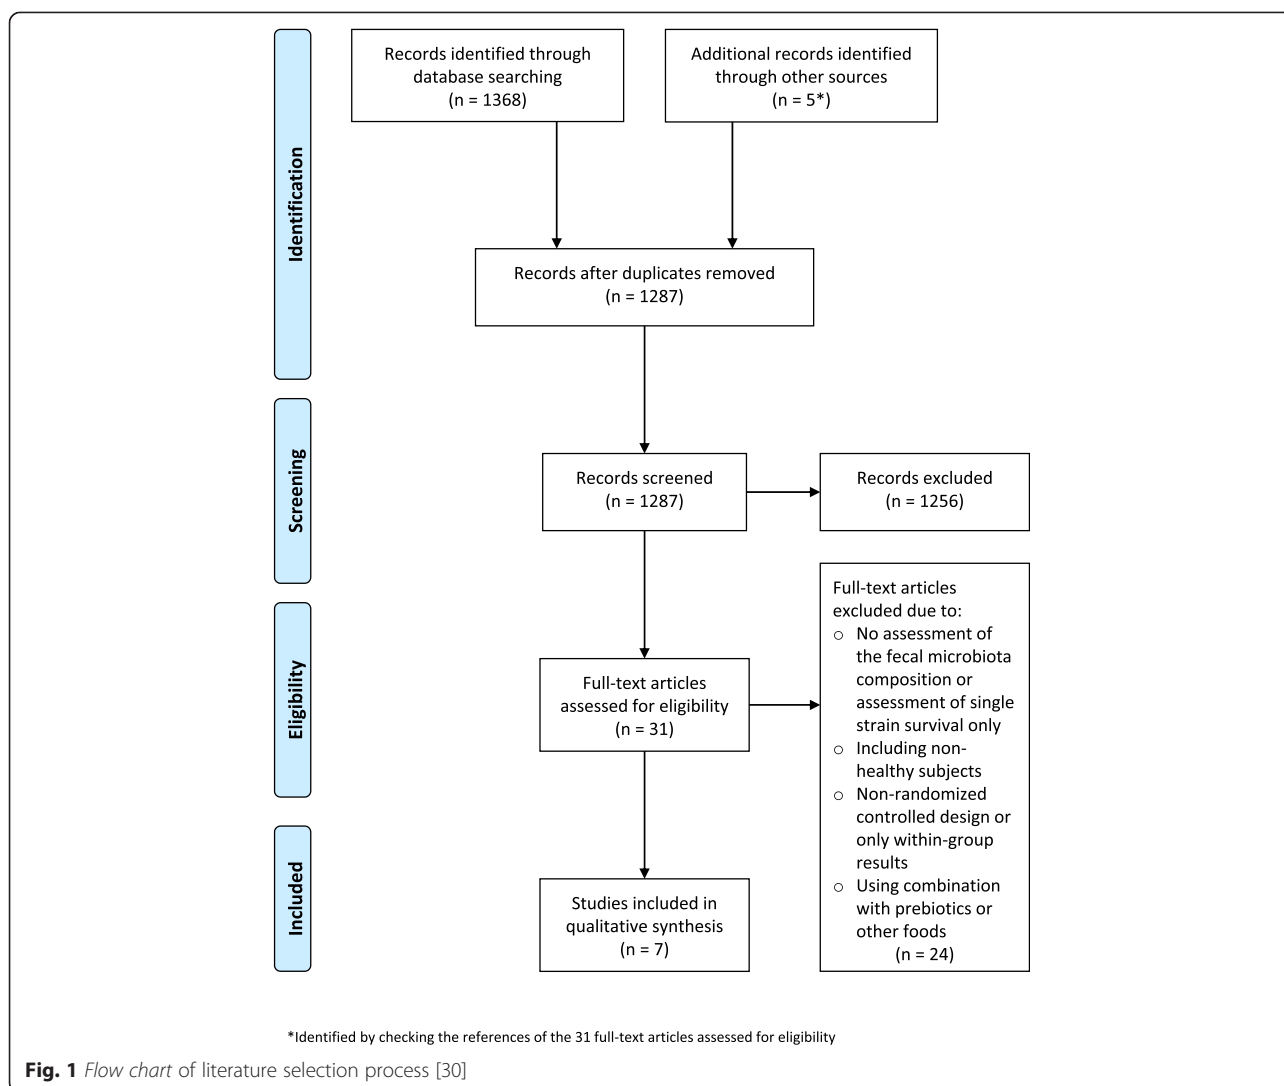 Identification
Records identified through
database searching
(n = 1368)
Additional records identified
through other sources
(n = 5*)
Records after duplicates removed
(n = 1287)
Screening
Records screened
(n = 1287)
Records excluded
(n = 1256)
Eligibility
Full-text articles
assessed for eligibility
(n = 31)
Full-text articles
excluded due to:
○ No assessment of
the fecal microbiota
composition or
assessment of single
strain survival only
○ Including non-
healthy subjects
○ Non-randomized
controlled design or
only within-group
results
○ Using combination
with prebiotics or
other foods
(n = 24)
Included
Studies included in
qualitative synthesis
(n = 7)
*Identified by checking the references of the 31 full-text articles assessed for eligibility
Fig. 1 Flow chart of literature selection process [30]